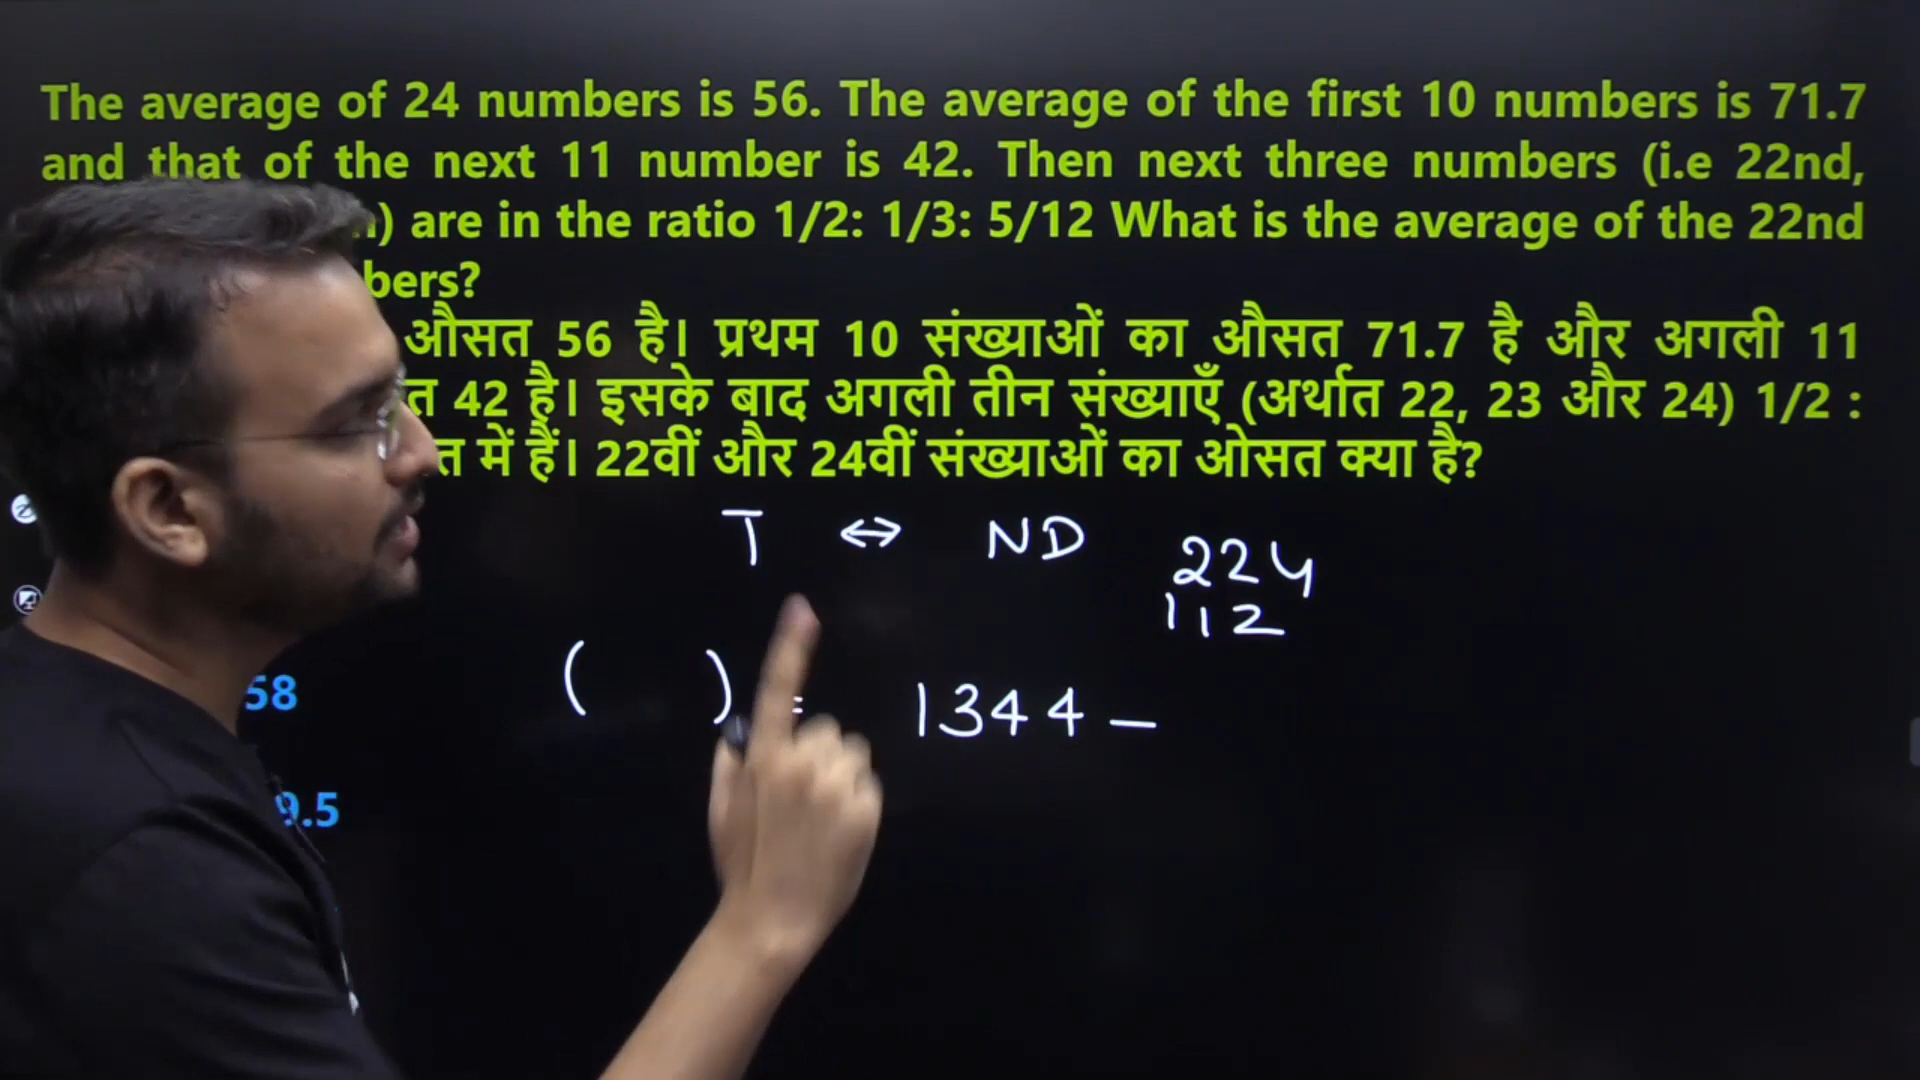 The average of 24 numbers is 56. The average of the first 10 numbers is 71.7
and that of the next 11 number is 42. Then next three numbers (i.e 22nd,
) are in the ratio 1/2: 1/3: 5/12 What is the average of the 22nd
bers?
औसत 56 है। प्रथम 10 संख्याओं का औसत 71.7 है और अगली 11
त 42 है। इसके बाद अगली तीन संख्याएँ (अर्थात 22, 23 और 24) 1/2 :
त में हैं। 22वीं और 24वीं संख्याओं का ओसत क्या है?
T ↔ ND 224
112
58 ( ) = 1344 –
9.5